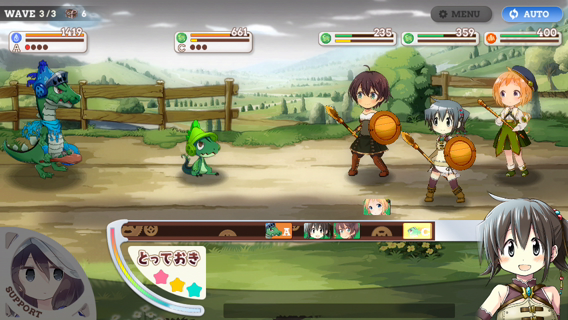 WAVE 3/3 6
MENU
AUTO
1419
661
235
359
400
A
C
A
とっておき
SUPPORT